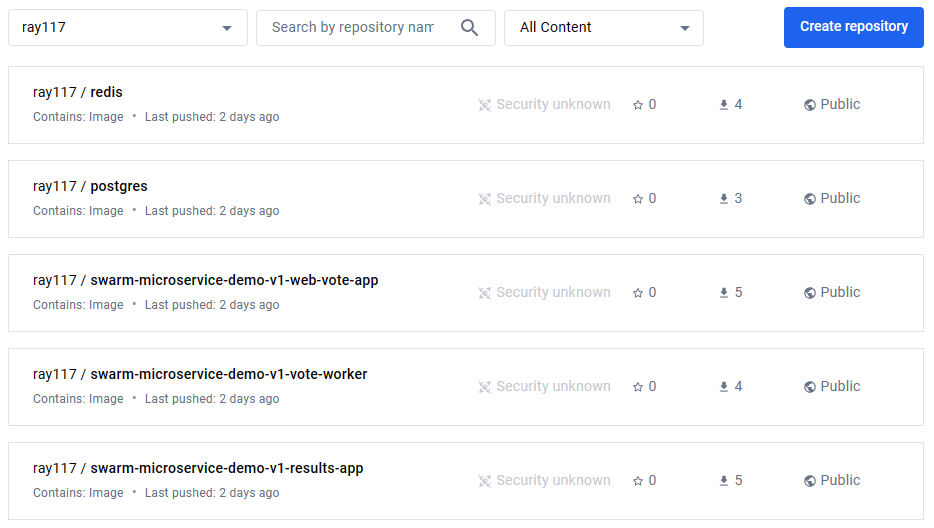 ray117 Search by repository nam All Content Create repository
ray117 / redis
Security unknown 0 4 Public
Contains: Image • Last pushed: 2 days ago
ray117 / postgres
Security unknown 0 3 Public
Contains: Image • Last pushed: 2 days ago
ray117 / swarm-microservice-demo-v1-web-vote-app
Security unknown 0 5 Public
Contains: Image • Last pushed: 2 days ago
ray117 / swarm-microservice-demo-v1-vote-worker
Security unknown 0 4 Public
Contains: Image • Last pushed: 2 days ago
ray117 / swarm-microservice-demo-v1-results-app
Security unknown 0 5 Public
Contains: Image • Last pushed: 2 days ago